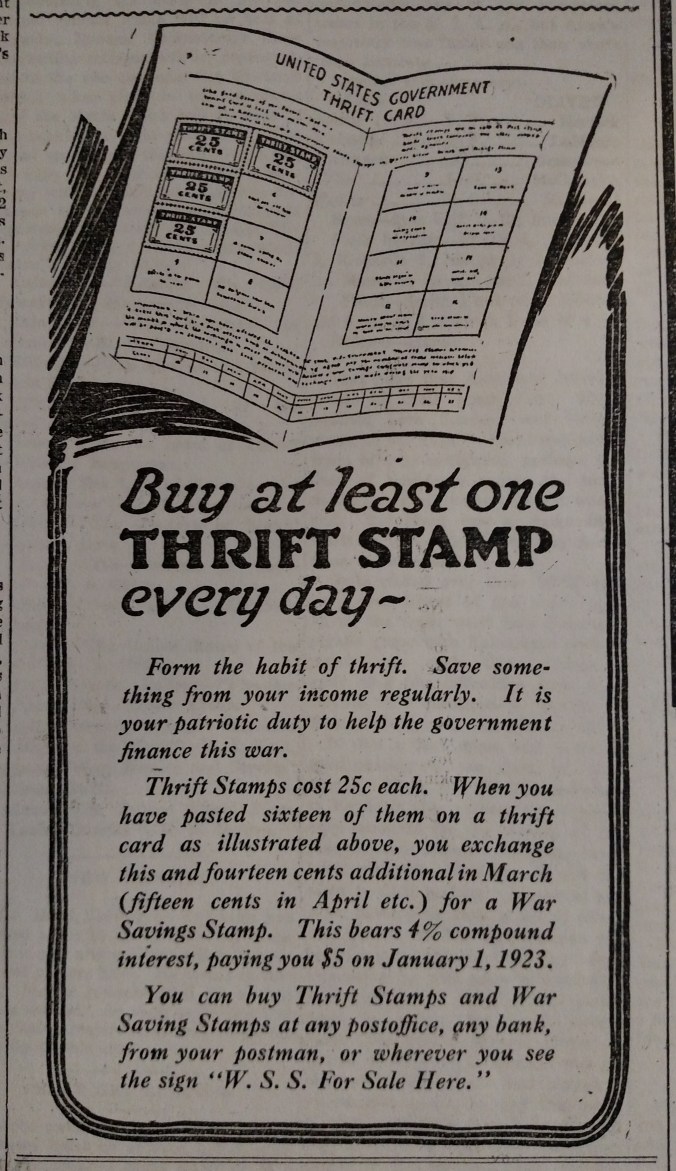 UNITED STATES GOVERNMENT
THRIFT CARD
THRIFT STAMP
25
CENTS
THRIFT STAMP
25
CENTS
THRIFT STAMP
25
CENTS
THRIFT STAMP
25
CENTS
Buy at least one
THRIFT STAMP
every day~
Form the habit of thrift. Save some-
thing from your income regularly. It is
your patriotic duty to help the government
finance this war.
Thrift Stamps cost 25c each. When you
have pasted sixteen of them on a thrift
card as illustrated above, you exchange
this and fourteen cents additional in March
(fifteen cents in April etc.) for a War
Savings Stamp. This bears 4% compound
interest, paying you $5 on January 1, 1923.
You can buy Thrift Stamps and War
Saving Stamps at any postoffice, any bank,
from your postman, or wherever you see
the sign "W. S. S. For Sale Here."